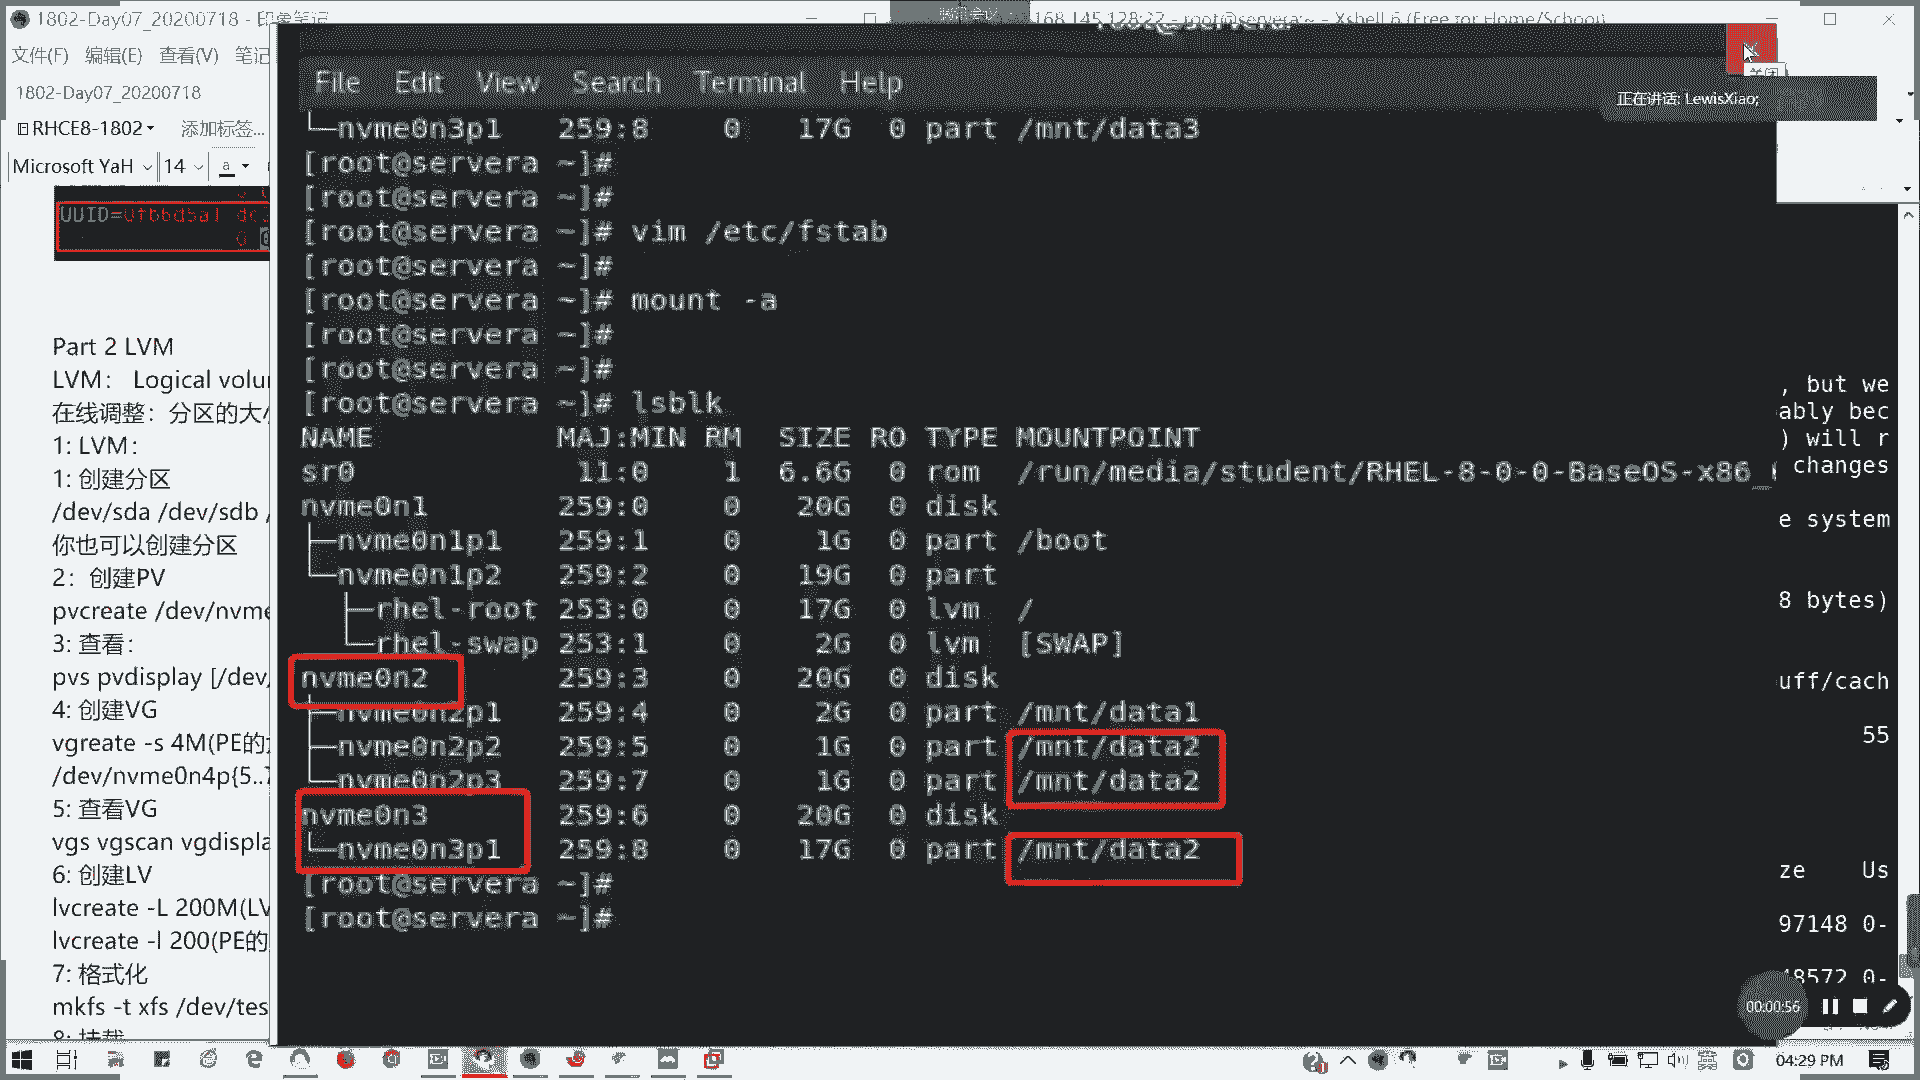 1802-Day07_20200718 - 印象笔记
168.145.128:22 - root@servera:~ - Xshell 6 (Free for Home/School)
文件(F) 编辑(E) 查看(V) 笔记
1802-Day07_20200718
RHCE8-1802 添加标签...
Microsoft YaH 14 a
Part 2 LVM
LVM： Logical volu
在线调整：分区的大小
1: LVM：
1: 创建分区
/dev/sda /dev/sdb /
你也可以创建分区
2：创建PV
pvcreate /dev/nvme
3: 查看：
pvs pvdisplay [/dev/
4: 创建VG
vgreate -s 4M(PE的
/dev/nvme0n4p{5..7
5: 查看VG
vgs vgscan vgdispla
6: 创建LV
lvcreate -L 200M(LV
lvcreate -l 200(PE的
7: 格式化
mkfs -t xfs /dev/tes
8: 挂载
root@servera:
关闭
正在讲话: LewisXiao;
File Edit View Search Terminal Help
└─nvme0n3p1 259:8 0 17G 0 part /mnt/data3
[root@servera ~]#
[root@servera ~]#
[root@servera ~]# vim /etc/fstab
[root@servera ~]#
[root@servera ~]# mount -a
[root@servera ~]#
[root@servera ~]#
[root@servera ~]# lsblk
NAME MAJ:MIN RM SIZE RO TYPE MOUNTPOINT
sr0 11:0 1 6.6G 0 rom /run/media/student/RHEL-8-0-0-BaseOS-x86_
nvme0n1 259:0 0 20G 0 disk
├─nvme0n1p1 259:1 0 1G 0 part /boot
└─nvme0n1p2 259:2 0 19G 0 part
├─rhel-root 253:0 0 17G 0 lvm /
└─rhel-swap 253:1 0 2G 0 lvm [SWAP]
nvme0n2 259:3 0 20G 0 disk
├─nvme0n2p1 259:4 0 2G 0 part /mnt/data1
├─nvme0n2p2 259:5 0 1G 0 part /mnt/data2
└─nvme0n2p3 259:7 0 1G 0 part /mnt/data2
nvme0n3 259:6 0 20G 0 disk
└─nvme0n3p1 259:8 0 17G 0 part /mnt/data2
[root@servera ~]#
[root@servera ~]#
, but we
ably bec
) will r
changes
e system
8 bytes)
uff/cach
55
ze Us
97148 0-
48572 0-
00:00:56
04:29 PM